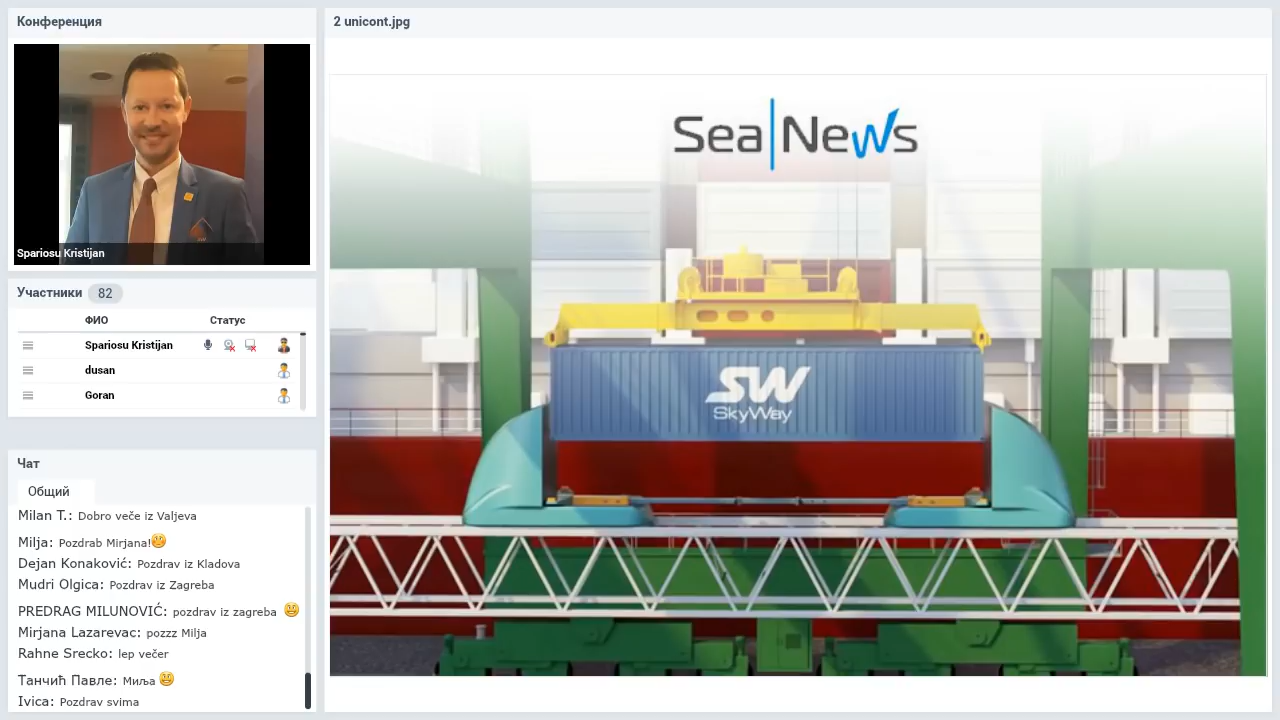 Конференция
Spariosu Kristijan
Участники 82
ФИО Статус
Spariosu Kristijan
dusan
Goran
Чат
Общий
Milan T.: Dobro veče iz Valjeva
Milja: Pozdrab Mirjana!
Dejan Konaković: Pozdrav iz Kladova
Mudri Olgica: Pozdrav iz Zagreba
PREDRAG MILUNOVIĆ: pozdrav iz zagreba
Mirjana Lazarevac: pozzz Milja
Rahne Srecko: lep večer
Танчић Павле: Миља
Ivica: Pozdrav svima
2 unicont.jpg
Sea|News
SW
SkyWay